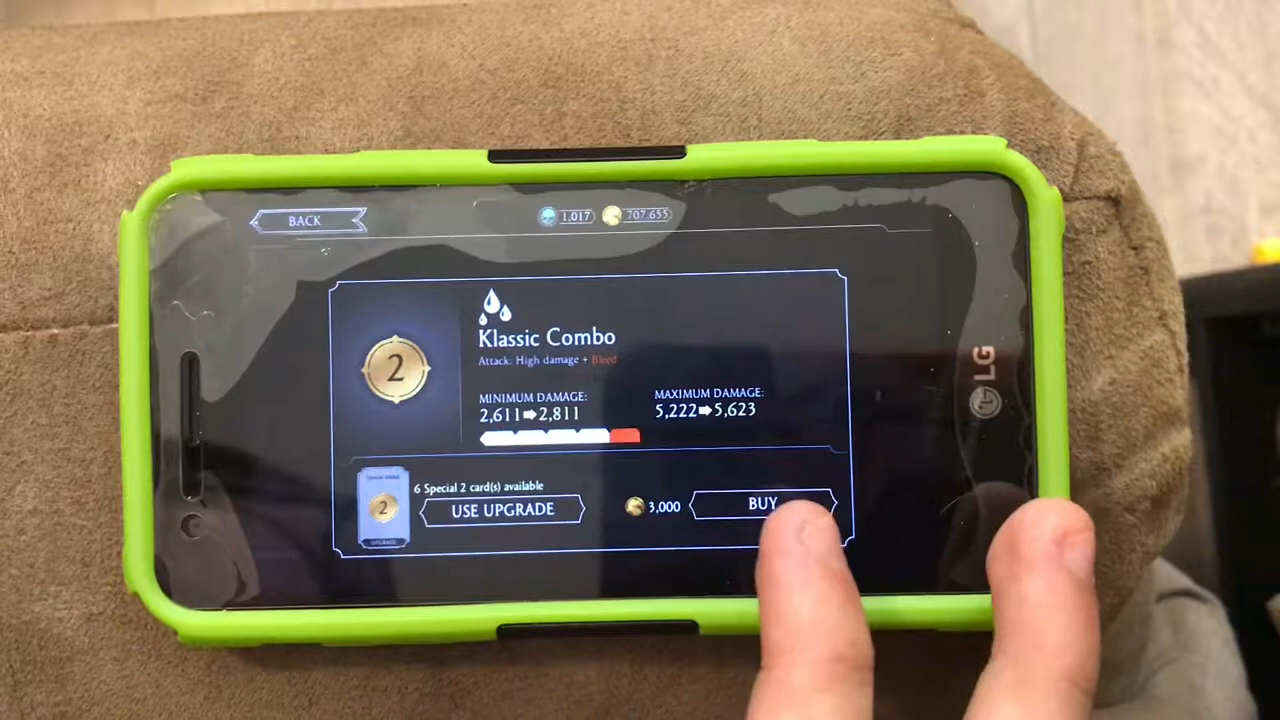 BACK
1,017
707,655
2
Klassic Combo
Attack: High damage + Bleed
MINIMUM DAMAGE:
2,611➡2,811
MAXIMUM DAMAGE:
5,222➡5,623
6 Special 2 card(s) available
2
UPGRADE
USE UPGRADE
3,000
BUY
LG